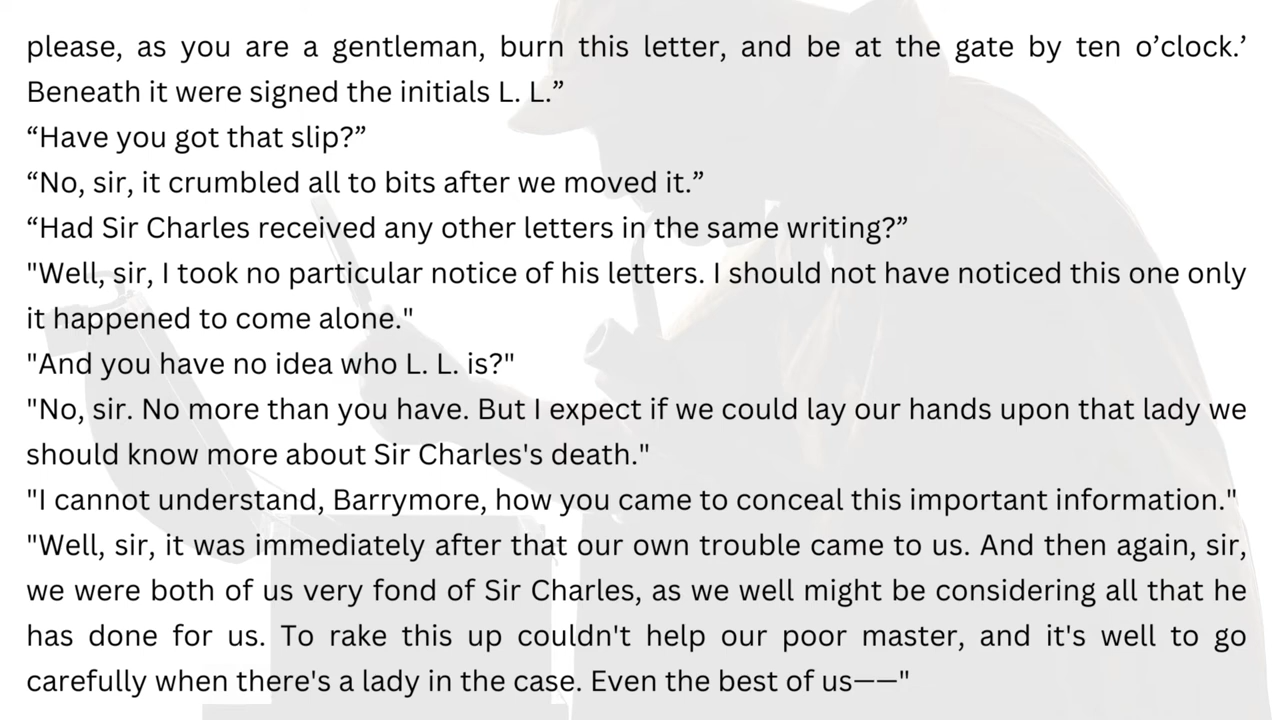 please, as you are a gentleman, burn this letter, and be at the gate by ten o’clock.’
Beneath it were signed the initials L. L.”
“Have you got that slip?”
“No, sir, it crumbled all to bits after we moved it.”
“Had Sir Charles received any other letters in the same writing?”
"Well, sir, I took no particular notice of his letters. I should not have noticed this one only
it happened to come alone."
"And you have no idea who L. L. is?"
"No, sir. No more than you have. But I expect if we could lay our hands upon that lady we
should know more about Sir Charles's death."
"I cannot understand, Barrymore, how you came to conceal this important information."
"Well, sir, it was immediately after that our own trouble came to us. And then again, sir,
we were both of us very fond of Sir Charles, as we well might be considering all that he
has done for us. To rake this up couldn't help our poor master, and it's well to go
carefully when there's a lady in the case. Even the best of us——"